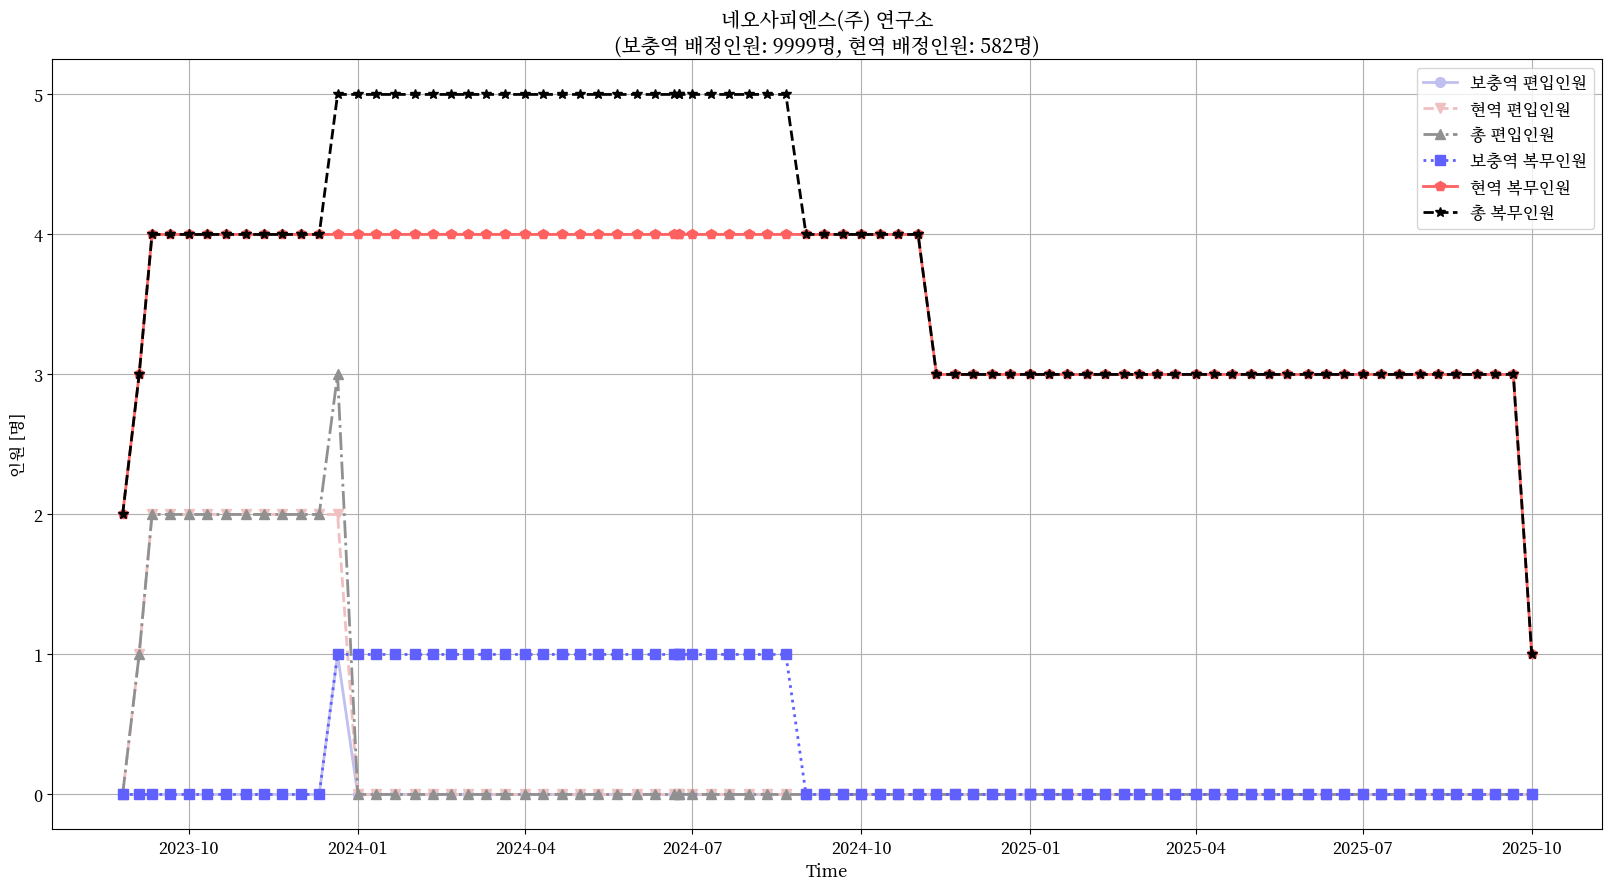 네오사피엔스(주) 연구소
(보충역 배정인원: 9999명, 현역 배정인원: 582명)
보충역 편입인원
현역 편입인원
총 편입인원
보충역 복무인원
현역 복무인원
총 복무인원
인원 [명]
5
4
3
2
1
0
2023-10
2024-01
2024-04
2024-07
2024-10
2025-01
2025-04
2025-07
2025-10
Time